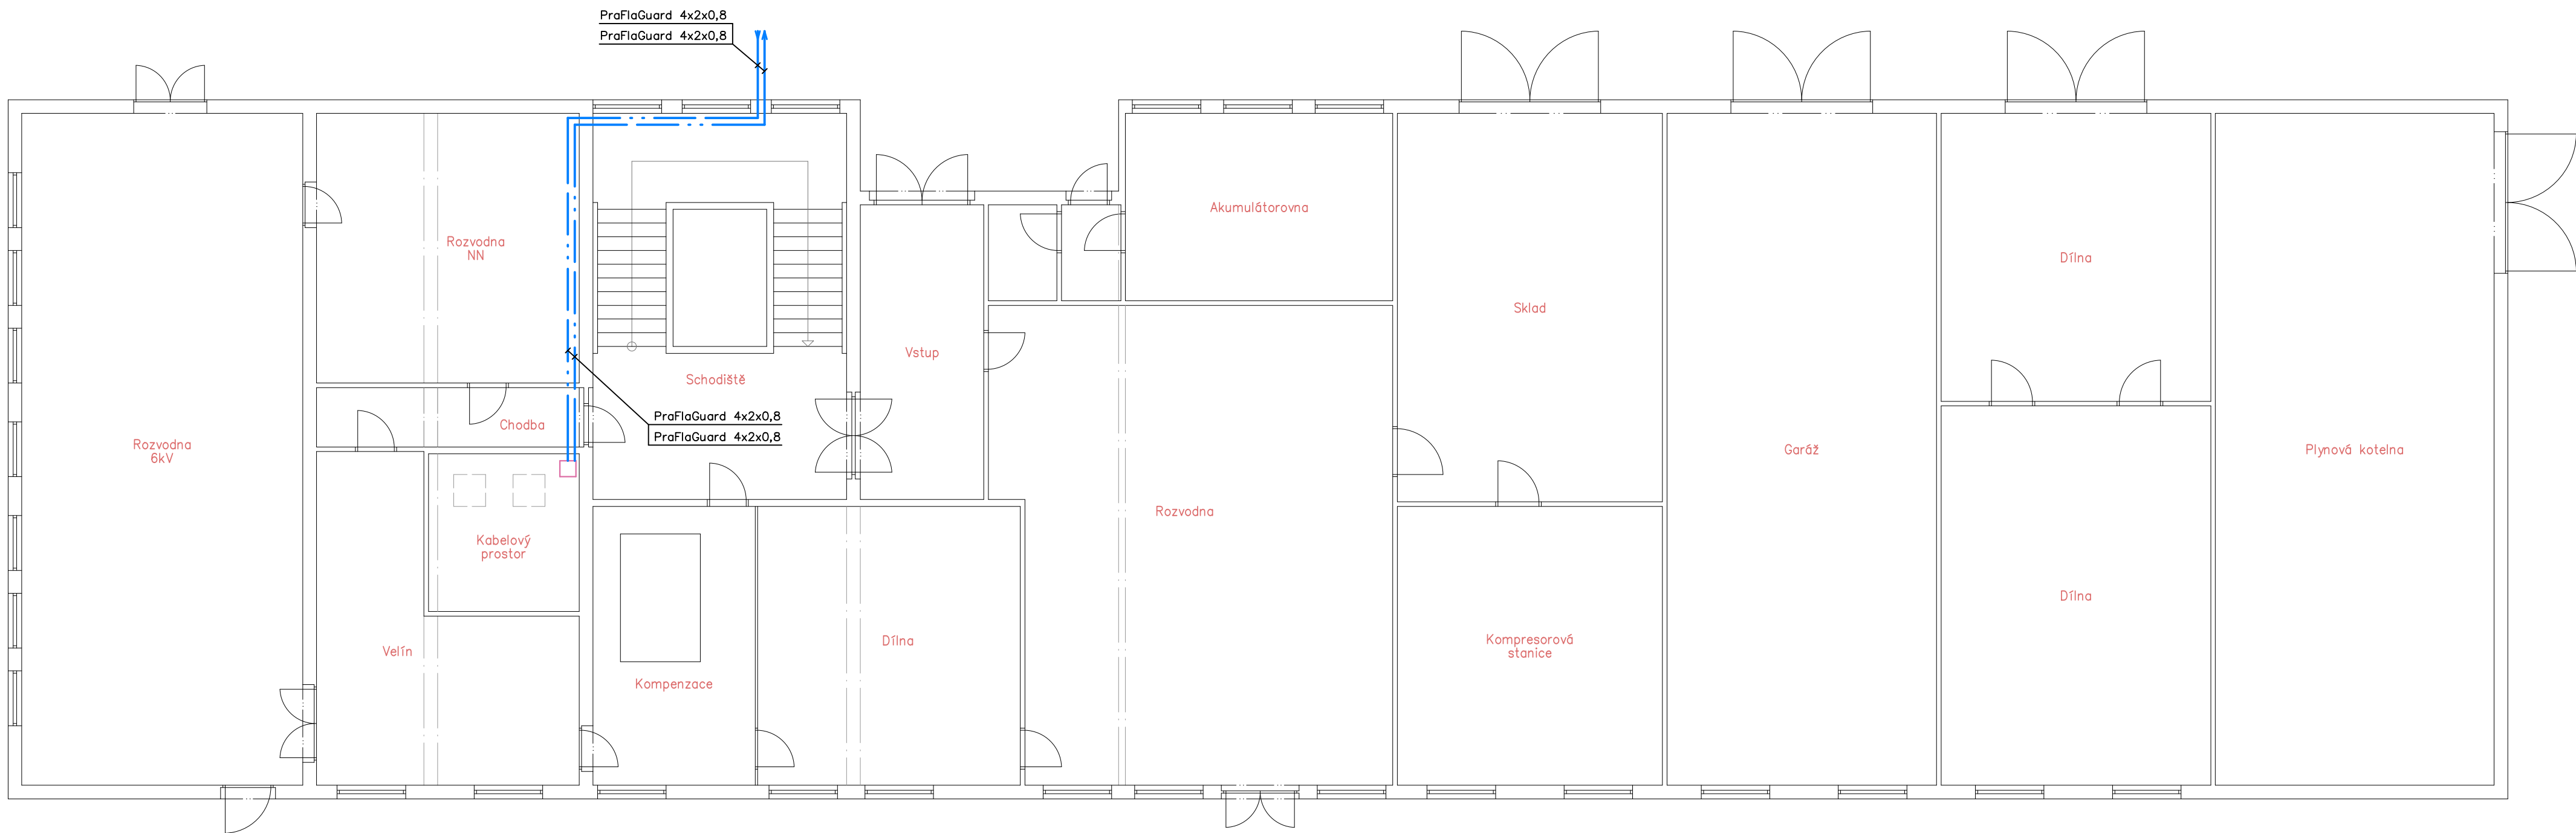 PraFlaGuard 4x2x0,8
PraFlaGuard 4x2x0,8
Akumulátorovna
Rozvodna
NN
Dílna
Sklad
Vstup
Schodiště
PraFlaGuard 4x2x0,8
PraFlaGuard 4x2x0,8
Chodba
Rozvodna
6kV
Garáž
Plynová kotelna
Rozvodna
Kabelový
prostor
Dílna
Velín
Dílna
Kompresorová
stanice
Kompenzace